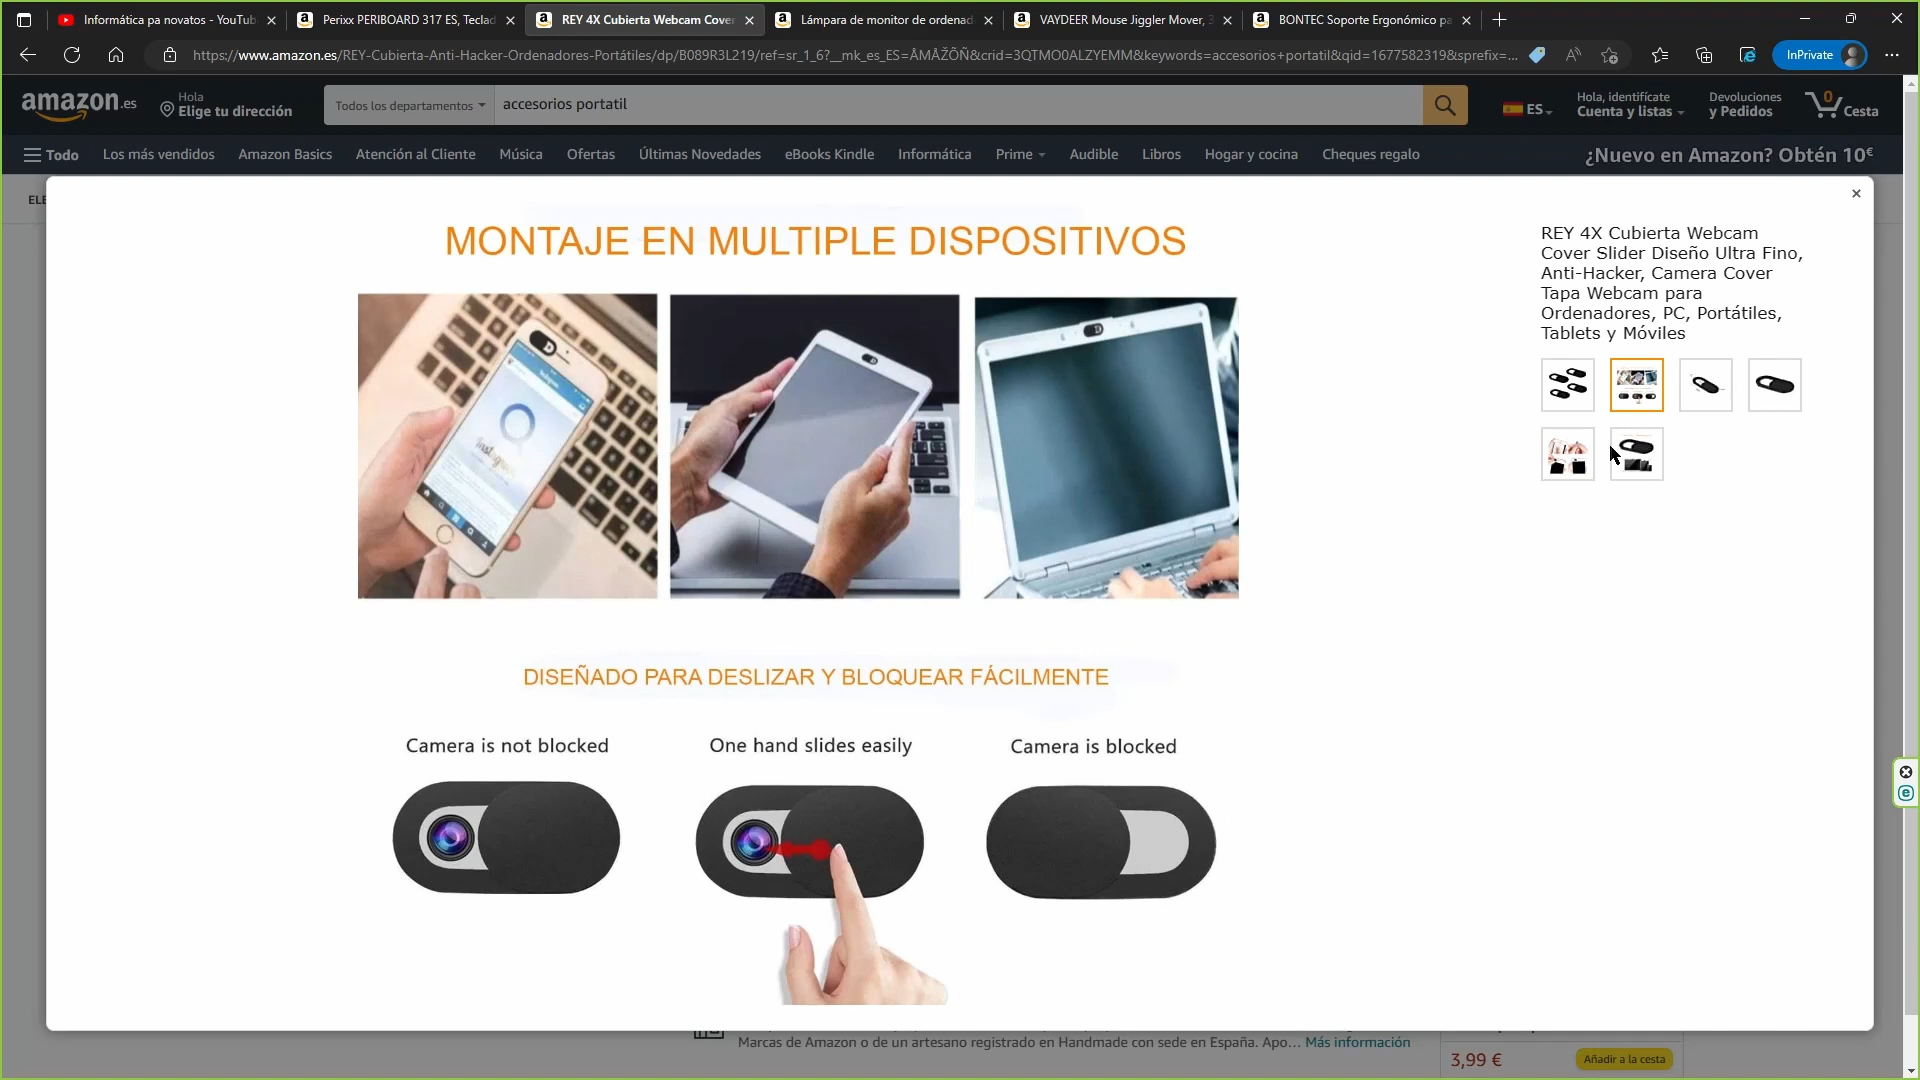 Informática pa novatos - YouTub
Perixx PERIBOARD 317 ES, Teclad
REY 4X Cubierta Webcam Cover
Lámpara de monitor de ordenad
VAYDEER Mouse Jiggler Mover, 3
BONTEC Soporte Ergonómico pa
https://www.amazon.es/REY-Cubierta-Anti-Hacker-Ordenadores-Portátiles/dp/B089R3L219/ref=sr_1_6?__mk_es_ES=ÅMÅŽÕÑ&crid=3QTMO0ALZYEMM&keywords=accesorios+portatil&qid=1677582319&sprefix=...
InPrivate
amazon.es
Hola
Elige tu dirección
Todos los departamentos
accesorios portatil
ES
Hola, identifícate
Cuenta y listas
Devoluciones
y Pedidos
0
Cesta
Todo
Los más vendidos
Amazon Basics
Atención al Cliente
Música
Ofertas
Últimas Novedades
eBooks Kindle
Informática
Prime
Audible
Libros
Hogar y cocina
Cheques regalo
¿Nuevo en Amazon? Obtén 10€
ELE
MONTAJE EN MULTIPLE DISPOSITIVOS
REY 4X Cubierta Webcam
Cover Slider Diseño Ultra Fino,
Anti-Hacker, Camera Cover
Tapa Webcam para
Ordenadores, PC, Portátiles,
Tablets y Móviles
Instagram
DISEÑADO PARA DESLIZAR Y BLOQUEAR FÁCILMENTE
Camera is not blocked
One hand slides easily
Camera is blocked
Marcas de Amazon o de un artesano registrado en Handmade con sede en España. Apo... Más información
3,99 €
Añadir a la cesta